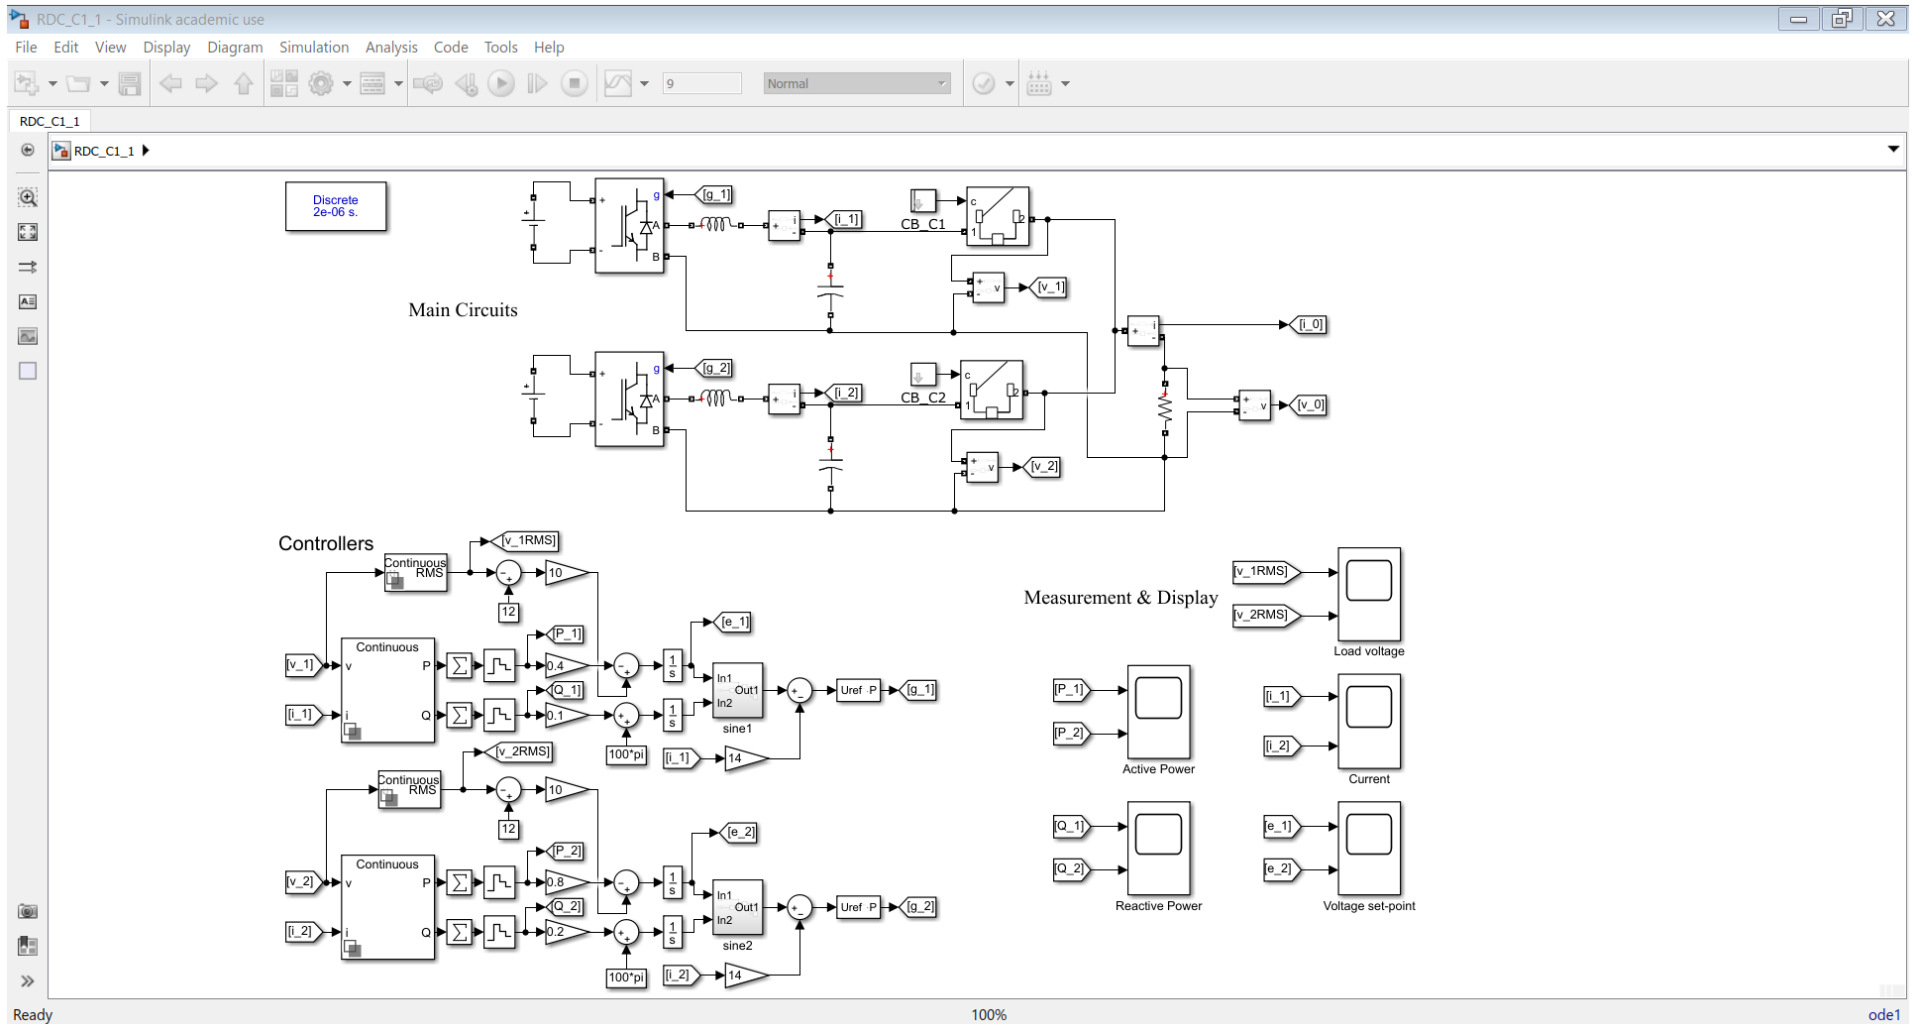 RDC_C1_1 - Simulink academic use
File Edit View Display Diagram Simulation Analysis Code Tools Help
9
Normal
RDC_C1_1
RDC_C1_1
Discrete
2e-06 s.
Main Circuits
+
-
g
A
B
[g_1]
+
i
-
[i_1]
CB_C1
c
1
2
+
-
v
[v_1]
+
i
-
[i_0]
+
-
g
A
B
[g_2]
+
i
-
[i_2]
CB_C2
c
1
2
+
-
v
[v_2]
+
-
v
[v_0]
Controllers
[v_1RMS]
Continuous
RMS
10
12
[v_1]
[i_1]
Continuous
v
i
P
Q
[P_1]
0.4
[Q_1]
0.1
100*pi
1
s
1
s
[e_1]
In1
In2
Out1
sine1
[i_1]
14
Uref P
[g_1]
[v_2RMS]
Continuous
RMS
10
12
[v_2]
[i_2]
Continuous
v
i
P
Q
[P_2]
0.8
[Q_2]
0.2
100*pi
1
s
1
s
[e_2]
In1
In2
Out1
sine2
[i_2]
14
Uref P
[g_2]
Measurement & Display
[v_1RMS]
[v_2RMS]
Load voltage
[P_1]
[P_2]
Active Power
[i_1]
[i_2]
Current
[Q_1]
[Q_2]
Reactive Power
[e_1]
[e_2]
Voltage set-point
Ready
100%
ode1